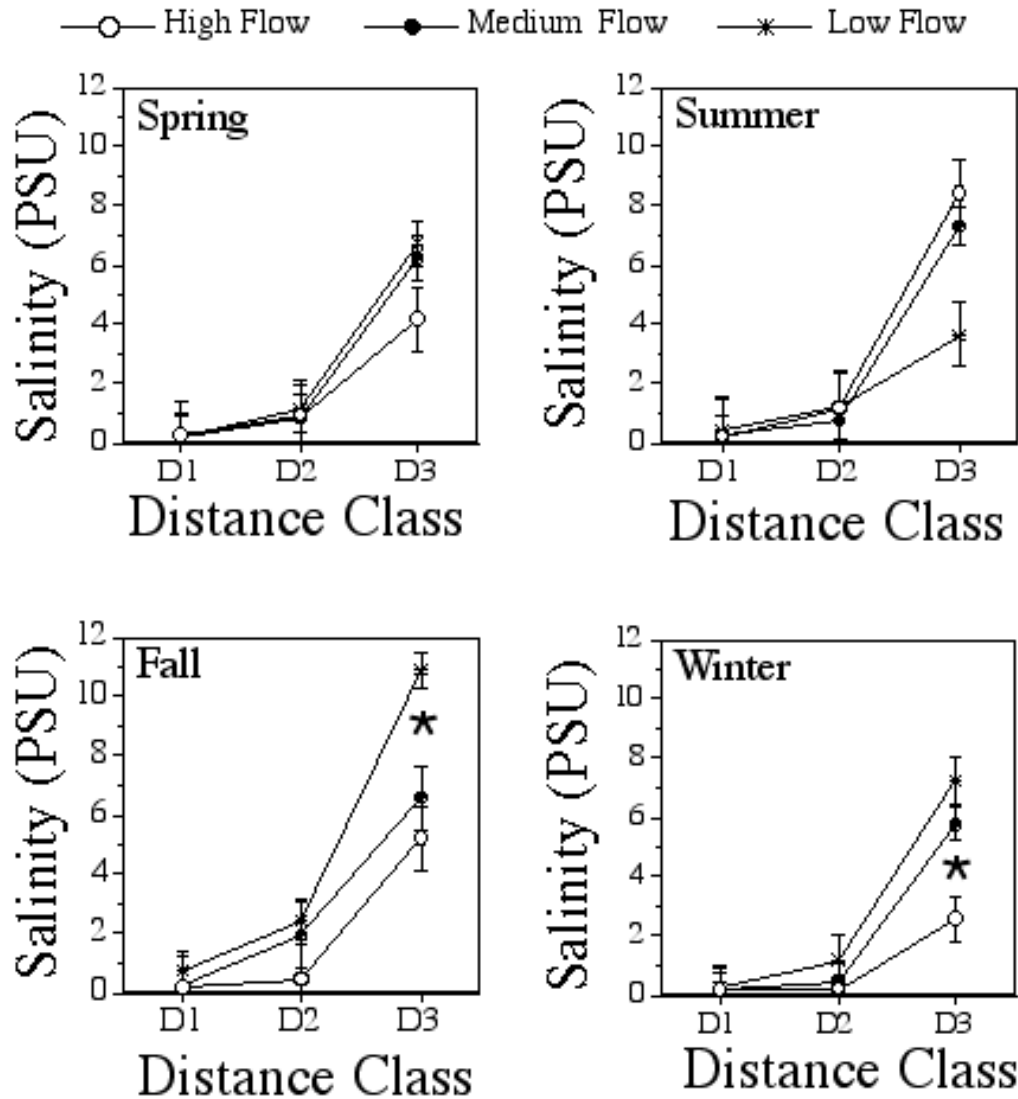 High Flow Medium Flow Low Flow
Spring
Salinity (PSU)
12
10
8
6
4
2
0
D1 D2 D3
Distance Class
Summer
Salinity (PSU)
12
10
8
6
4
2
0
D1 D2 D3
Distance Class
Fall
Salinity (PSU)
12
10
8
6
4
2
0
D1 D2 D3
Distance Class
Winter
Salinity (PSU)
12
10
8
6
4
2
0
D1 D2 D3
Distance Class